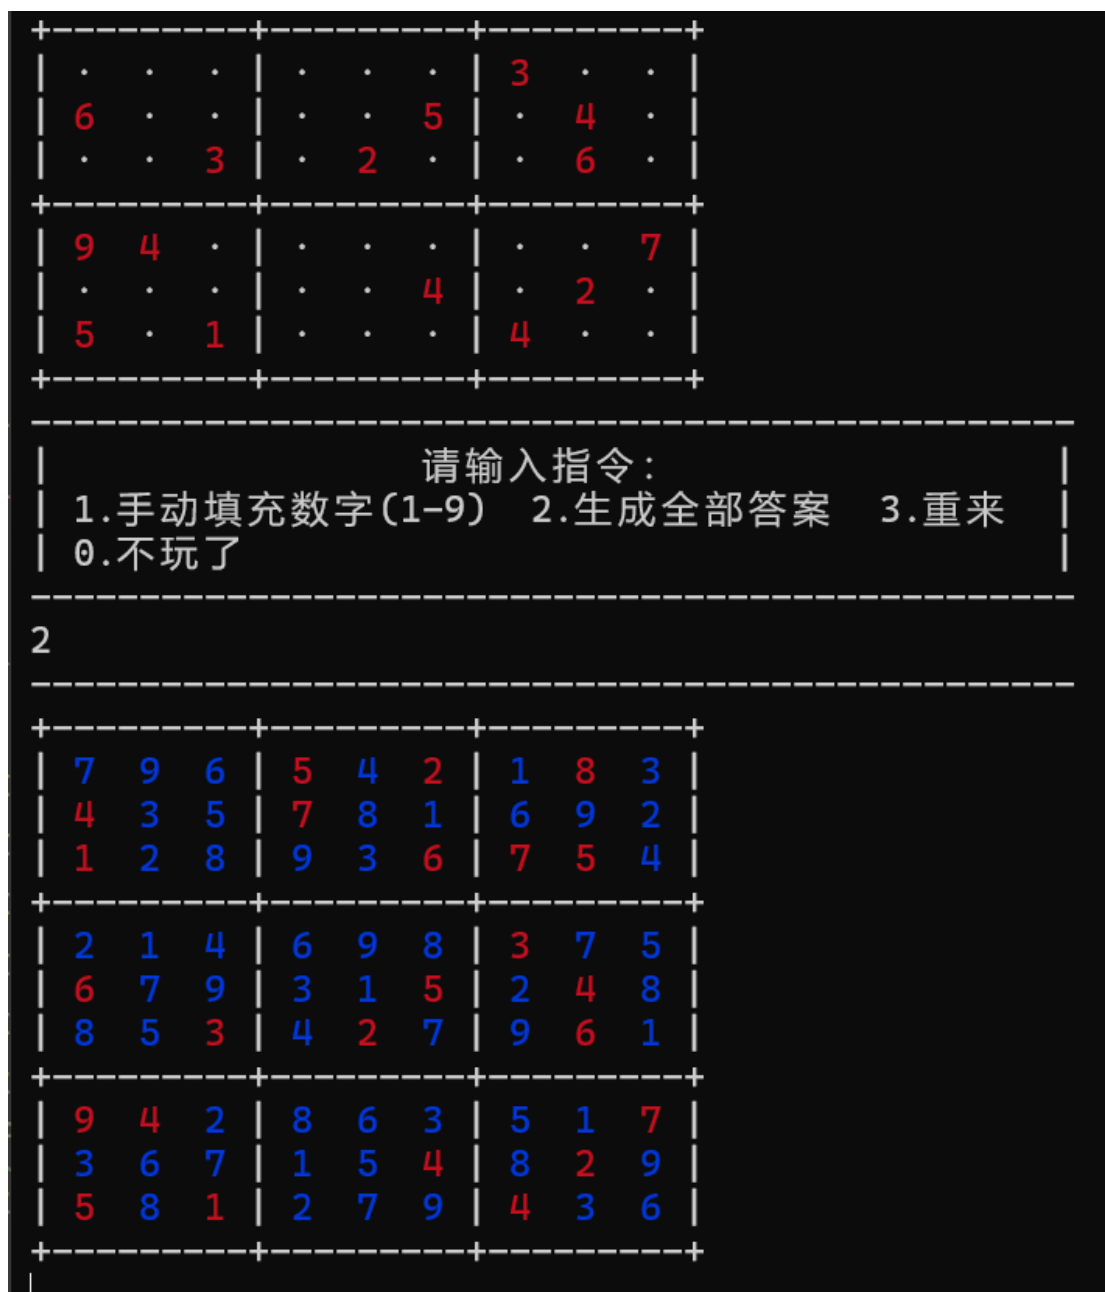 +---------+---------+---------+
| · · · | · · · | 3 · · |
| 6 · · | · · 5 | · 4 · |
| · · 3 | · 2 · | · 6 · |
+---------+---------+---------+
| 9 4 · | · · · | · · 7 |
| · · · | · · 4 | · 2 · |
| 5 · 1 | · · · | 4 · · |
+---------+---------+---------+
------------------------------------------------
| 请输入指令: |
| 1.手动填充数字(1-9) 2.生成全部答案 3.重来 |
| 0.不玩了 |
------------------------------------------------
2
------------------------------------------------
+---------+---------+---------+
| 7 9 6 | 5 4 2 | 1 8 3 |
| 4 3 5 | 7 8 1 | 6 9 2 |
| 1 2 8 | 9 3 6 | 7 5 4 |
+---------+---------+---------+
| 2 1 4 | 6 9 8 | 3 7 5 |
| 6 7 9 | 3 1 5 | 2 4 8 |
| 8 5 3 | 4 2 7 | 9 6 1 |
+---------+---------+---------+
| 9 4 2 | 8 6 3 | 5 1 7 |
| 3 6 7 | 1 5 4 | 8 2 9 |
| 5 8 1 | 2 7 9 | 4 3 6 |
+---------+---------+---------+